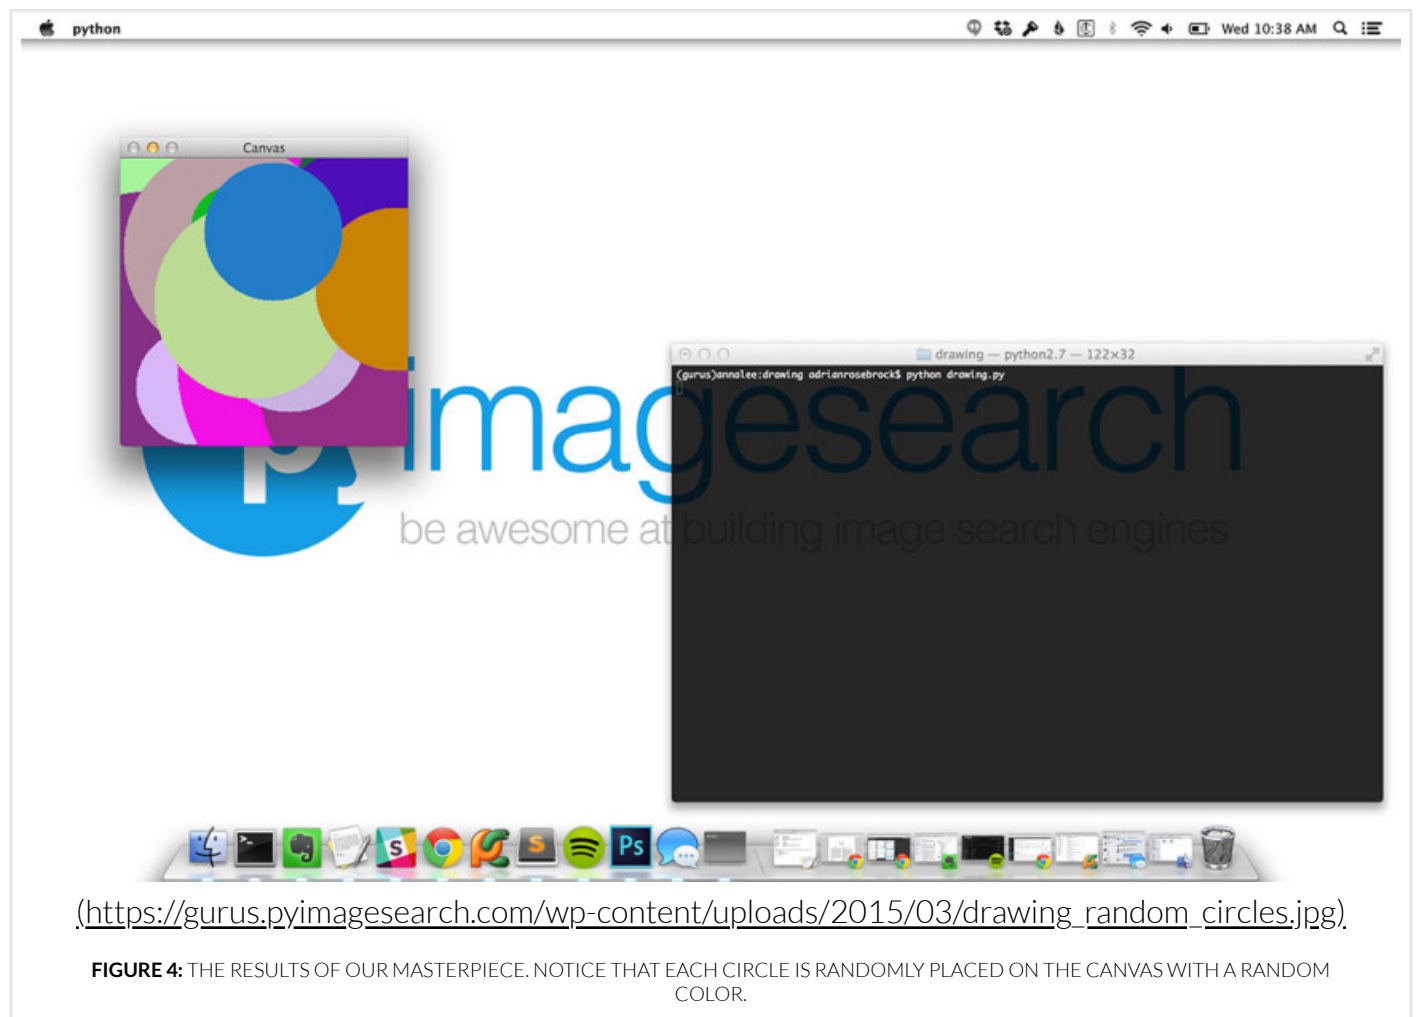 python
Wed 10:38 AM
Canvas
drawing — python2.7 — 122×32
(gurus)annalee:drawing adrianrosebrock$ python drawing.py
p imagesearch
be awesome at building image search engines
>_
S
S
Ps
(https://gurus.pyimagesearch.com/wp-content/uploads/2015/03/drawing_random_circles.jpg)
FIGURE 4: THE RESULTS OF OUR MASTERPIECE. NOTICE THAT EACH CIRCLE IS RANDOMLY PLACED ON THE CANVAS WITH A RANDOM
COLOR.